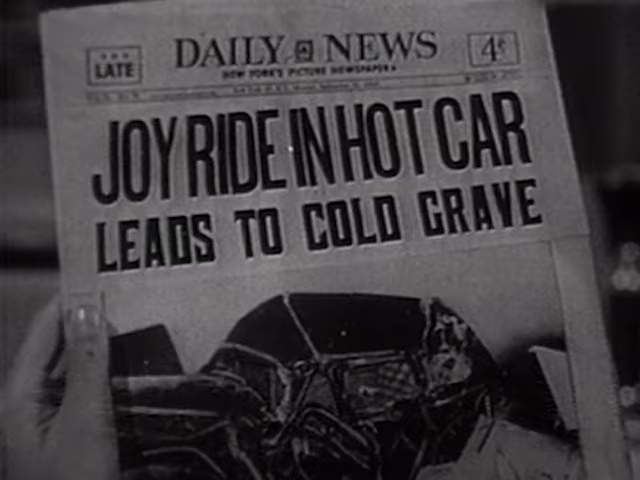 LATE
DAILY NEWS
4¢
NEW YORK'S PICTURE NEWSPAPER
JOY RIDE IN HOT CAR
LEADS TO COLD GRAVE